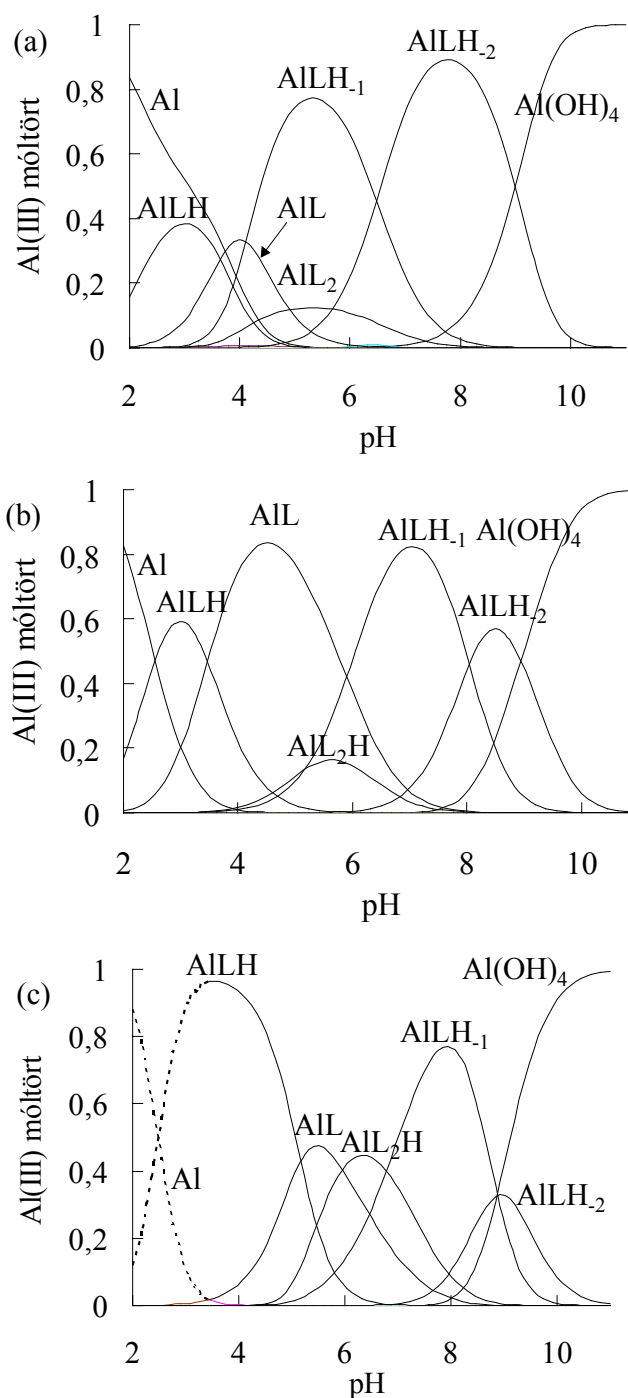 (a)
Al(III) móltört
1
0,8
0,6
0,4
0,2
0
Al
AlLH
AlLH₋₁
AlL
AlL₂
AlLH₋₂
Al(OH)₄
2 4 6 8 10
pH
(b)
Al(III) móltört
1
0,8
0,6
0,4
0,2
0
Al
AlLH
AlL
AlL₂H
AlLH₋₁
AlLH₋₂
Al(OH)₄
2 4 6 8 10
pH
(c)
Al(III) móltört
1
0,8
0,6
0,4
0,2
0
AlLH
Al
AlL
AlL₂H
AlLH₋₁
AlLH₋₂
Al(OH)₄
2 4 6 8 10
pH